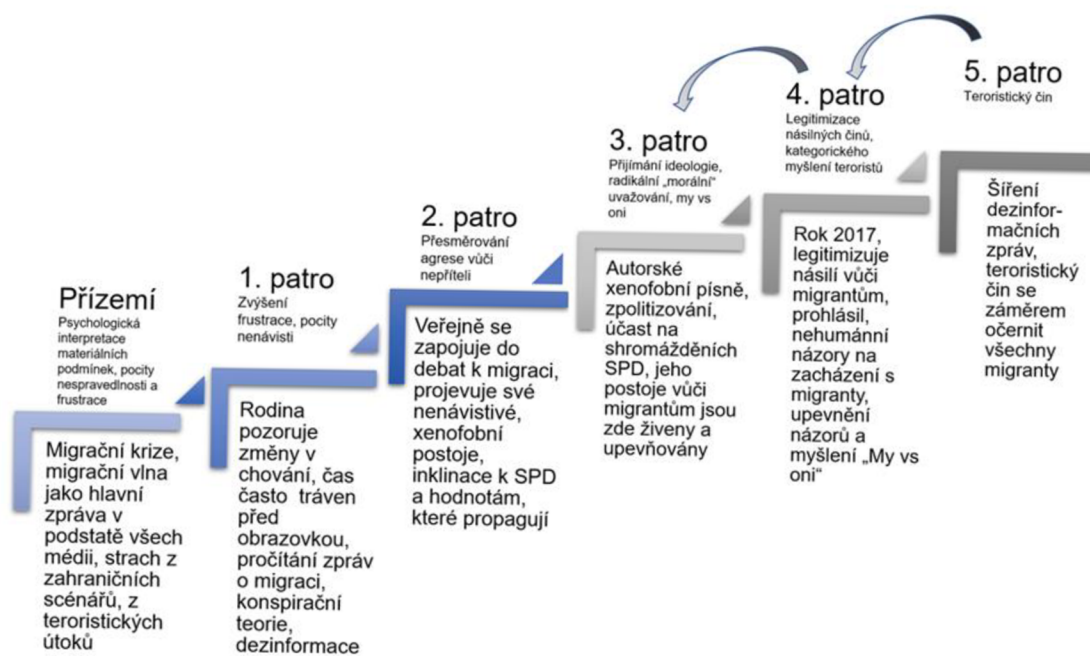 Přízemí
Psychologická
interpretace
materiálních
podmínek, pocity
nespravedlnosti a
frustrace
Migrační krize,
migrační vlna
jako hlavní
zpráva v
podstatě všech
médii, strach z
zahraničních
scénářů, z
teroristických
útoků
1. patro
Zvýšení
frustrace, pocity
nenávisti
Rodina
pozoruje
změny v
chování, čas
často tráven
před
obrazovkou,
pročítání zpráv
o migraci,
konspirační
teorie,
dezinformace
2. patro
Přesměrování
agrese vůči
nepříteli
Veřejně se
zapojuje do
debat k migraci,
projevuje své
nenávistivé,
xenofobní
postoje,
inklinace k SPD
a hodnotám,
které propagují
3. patro
Přijímání ideologie,
radikální „morální“
uvažování, my vs
oni
Autorské
xenofobní písně,
zpolitizování,
účast na
shromážděních
SPD, jeho
postoje vůči
migrantům jsou
zde živeny a
upevňovány
4. patro
Legitimizace
násilných činů,
kategorického
myšlení teroristů
Rok 2017,
legitimizuje
násilí vůči
migrantům,
prohlásil,
nehumánní
názory na
zacházení s
migranty,
upevnění
názorů a
myšlení „My vs
oni“
5. patro
Teroristický čin
Šíření
dezinfor-
mačních
zpráv,
teroristický
čin se
záměrem
očernit
všechny
migranty